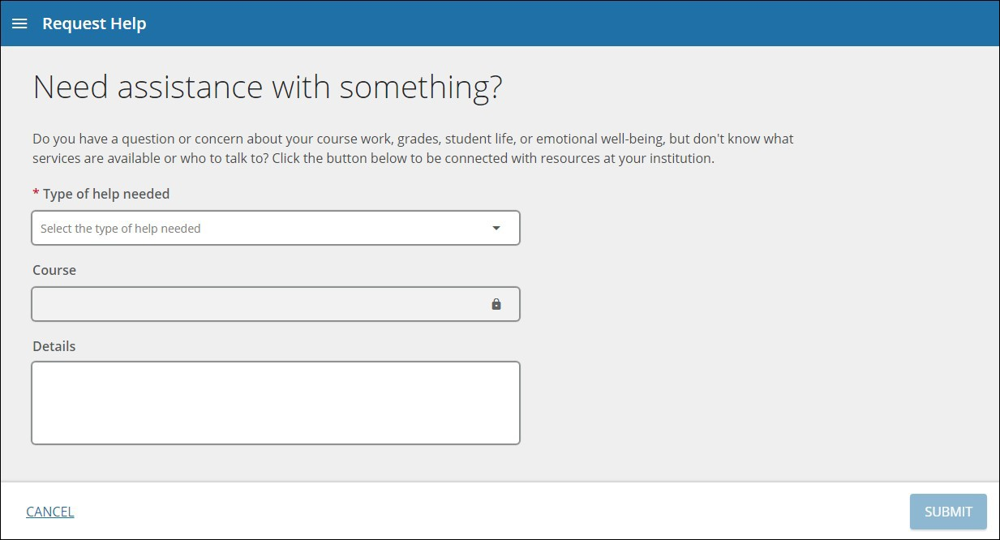 Request Help
Need assistance with something?
Do you have a question or concern about your course work, grades, student life, or emotional well-being, but don't know what
services are available or who to talk to? Click the button below to be connected with resources at your institution.
* Type of help needed
Select the type of help needed
Course
Details
CANCEL
SUBMIT